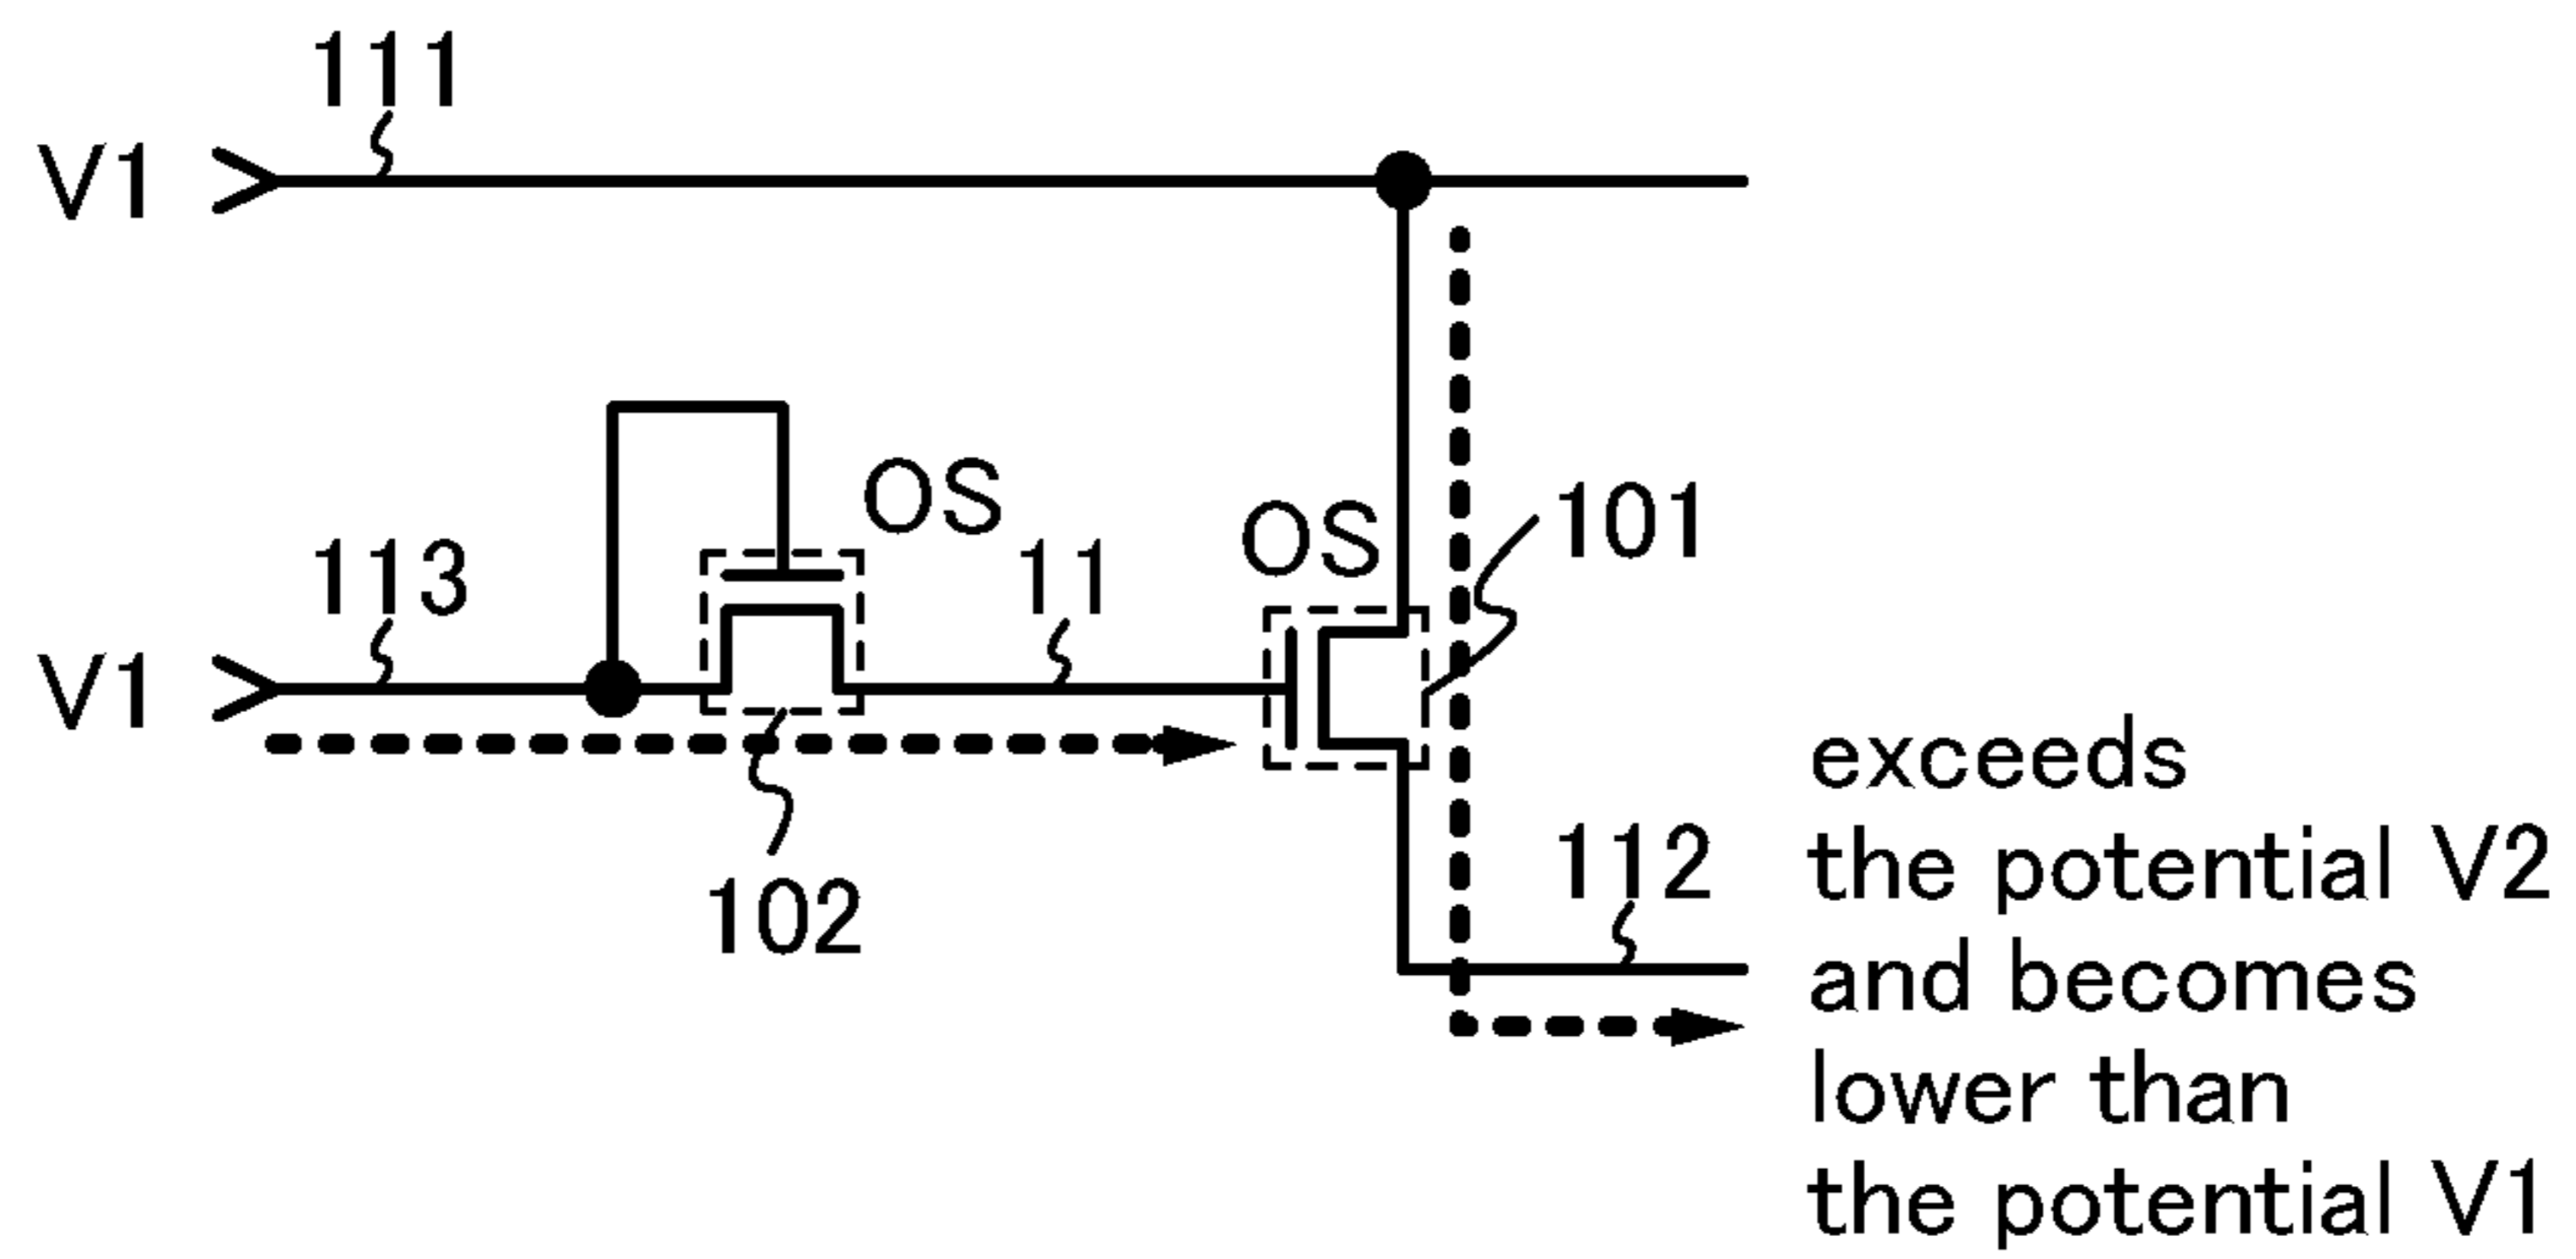 111
V1
OS
OS
101
113
11
V1
102
112
exceeds
the potential V2
and becomes
lower than
the potential V1